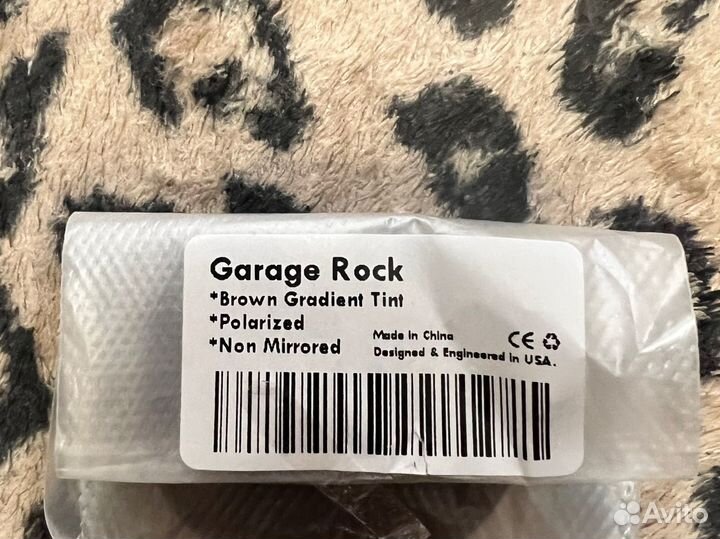 Garage Rock
*Brown Gradient Tint
*Polarized
*Non Mirrored
Made in China
Designed & Engineered in USA.
CE
Avito